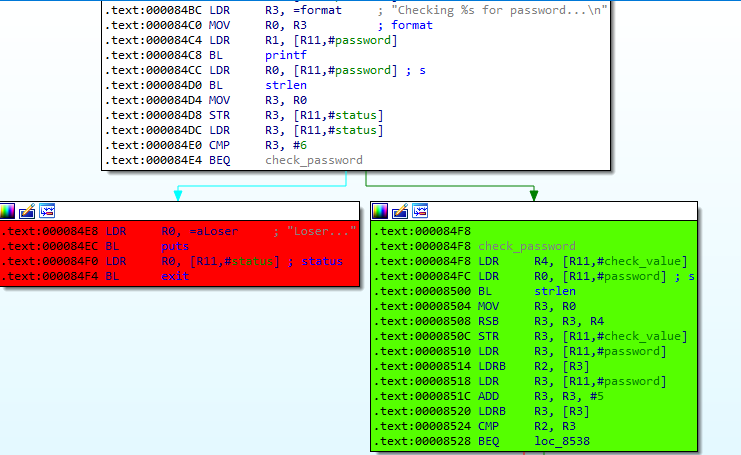 .text:000084BC LDR R3, =format ; "Checking %s for password...\n"
.text:000084C0 MOV R0, R3 ; format
.text:000084C4 LDR R1, [R11,#password]
.text:000084C8 BL printf
.text:000084CC LDR R0, [R11,#password] ; s
.text:000084D0 BL strlen
.text:000084D4 MOV R3, R0
.text:000084D8 STR R3, [R11,#status]
.text:000084DC LDR R3, [R11,#status]
.text:000084E0 CMP R3, #6
.text:000084E4 BEQ check_password
.text:000084E8 LDR R0, =aLoser ; "Loser..."
.text:000084EC BL puts
.text:000084F0 LDR R0, [R11,#status] ; status
.text:000084F4 BL exit
.text:000084F8
.text:000084F8 check_password
.text:000084F8 LDR R4, [R11,#check_value]
.text:000084FC LDR R0, [R11,#password] ; s
.text:00008500 BL strlen
.text:00008504 MOV R3, R0
.text:00008508 RSB R3, R3, R4
.text:0000850C STR R3, [R11,#check_value]
.text:00008510 LDR R3, [R11,#password]
.text:00008514 LDRB R2, [R3]
.text:00008518 LDR R3, [R11,#password]
.text:0000851C ADD R3, R3, #5
.text:00008520 LDRB R3, [R3]
.text:00008524 CMP R2, R3
.text:00008528 BEQ loc_8538